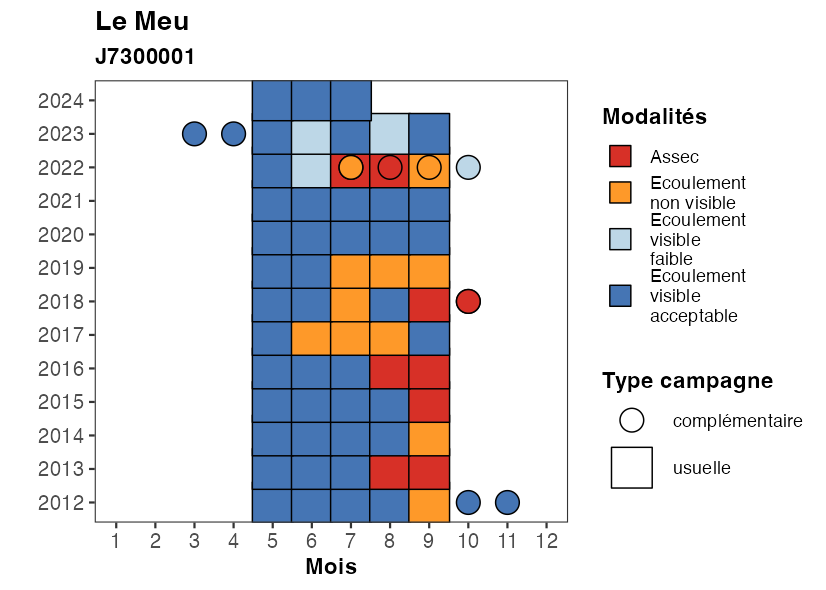 Le Meu
J7300001
2024
2023
2022
2021
2020
2019
2018
2017
2016
2015
2014
2013
2012
1 2 3 4 5 6 7 8 9 10 11 12
Mois
Modalités
Assec
Ecoulement
non visible
Ecoulement
visible
faible
Ecoulement
visible
acceptable
Type campagne
complémentaire
usuelle